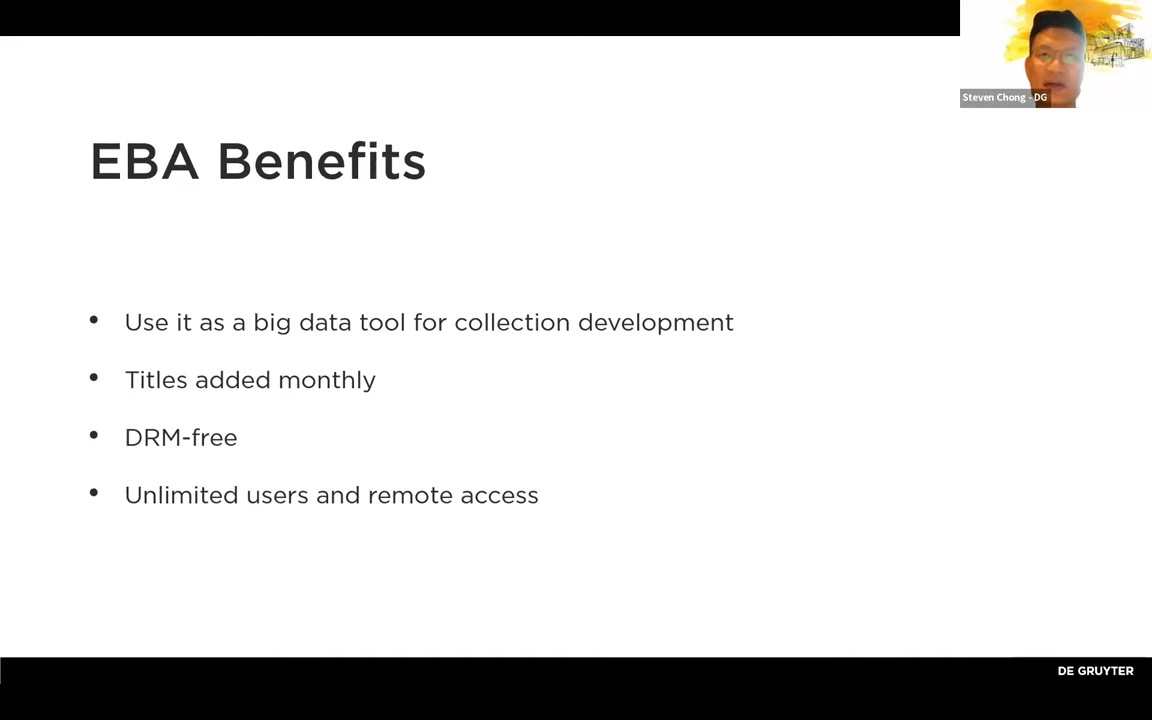 Steven Chong - DG
EBA Benefits
• Use it as a big data tool for collection development
• Titles added monthly
• DRM-free
• Unlimited users and remote access
DE GRUYTER